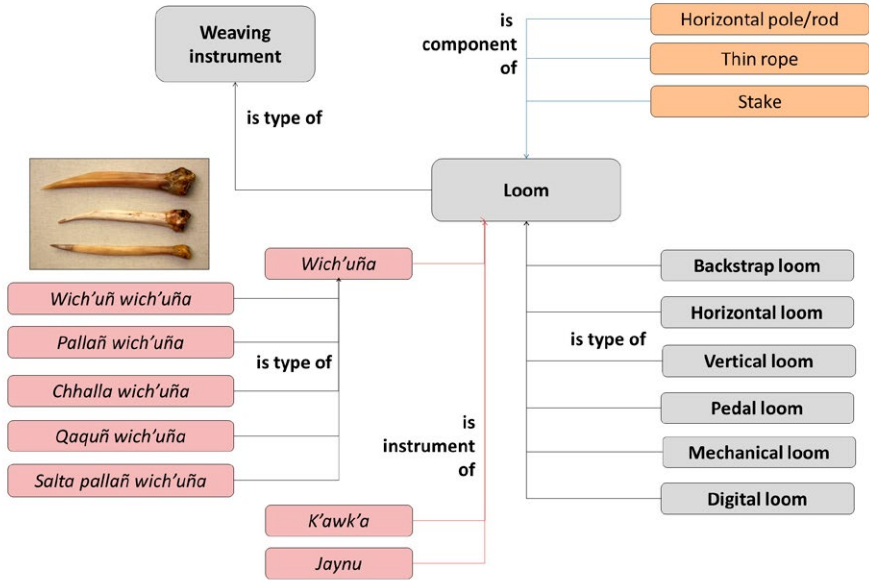 Weaving
instrument
is
component
of
Horizontal pole/rod
Thin rope
Stake
is type of
Loom
Wich'uña
Wich'uñ wich'uña
Pallañ wich'uña
Chhalla wich'uña
Qaquñ wich'uña
Salta pallañ wich'uña
is type of
is
instrument
of
K'awk'a
Jaynu
is type of
Backstrap loom
Horizontal loom
Vertical loom
Pedal loom
Mechanical loom
Digital loom